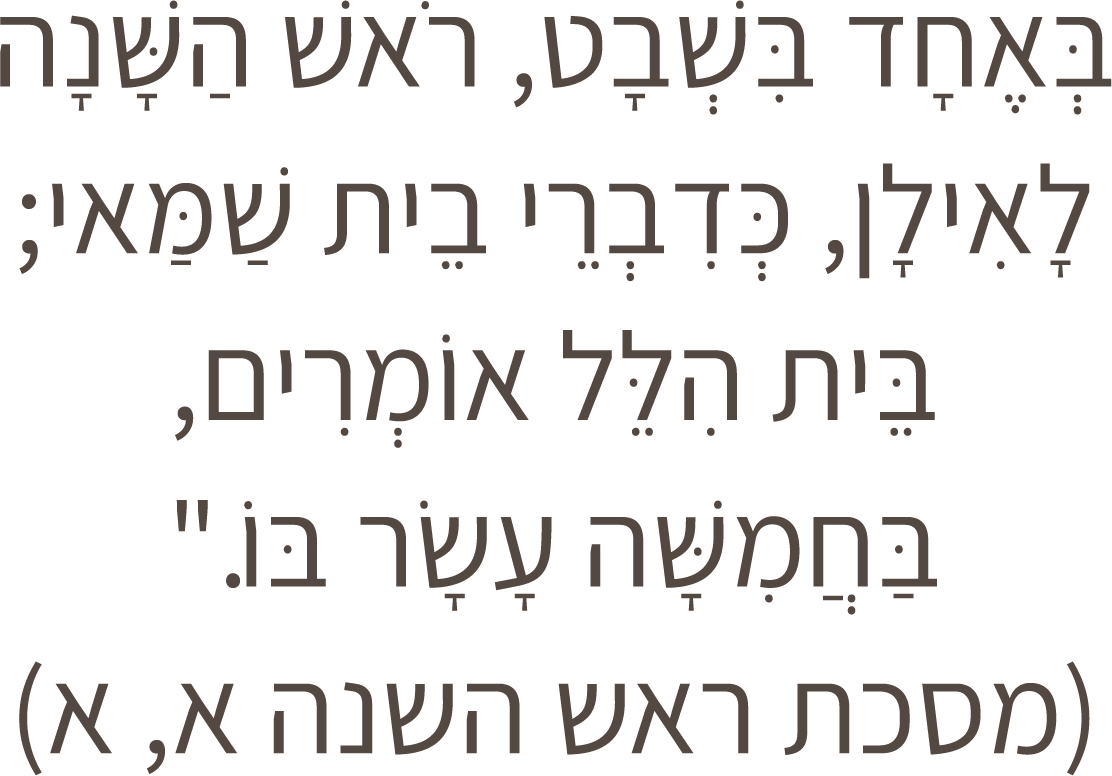 בְּאֶחָד בִּשְׁבָט, רֹאשׁ הַשָּׁנָה
לָאִילָן, כְּדִבְרֵי בֵית שַׁמַּאי;
בֵּית הִלֵּל אוֹמְרִים,
בַּחֲמִשָּׁה עָשָׂר בּוֹ."
(מסכת ראש השנה א, א)